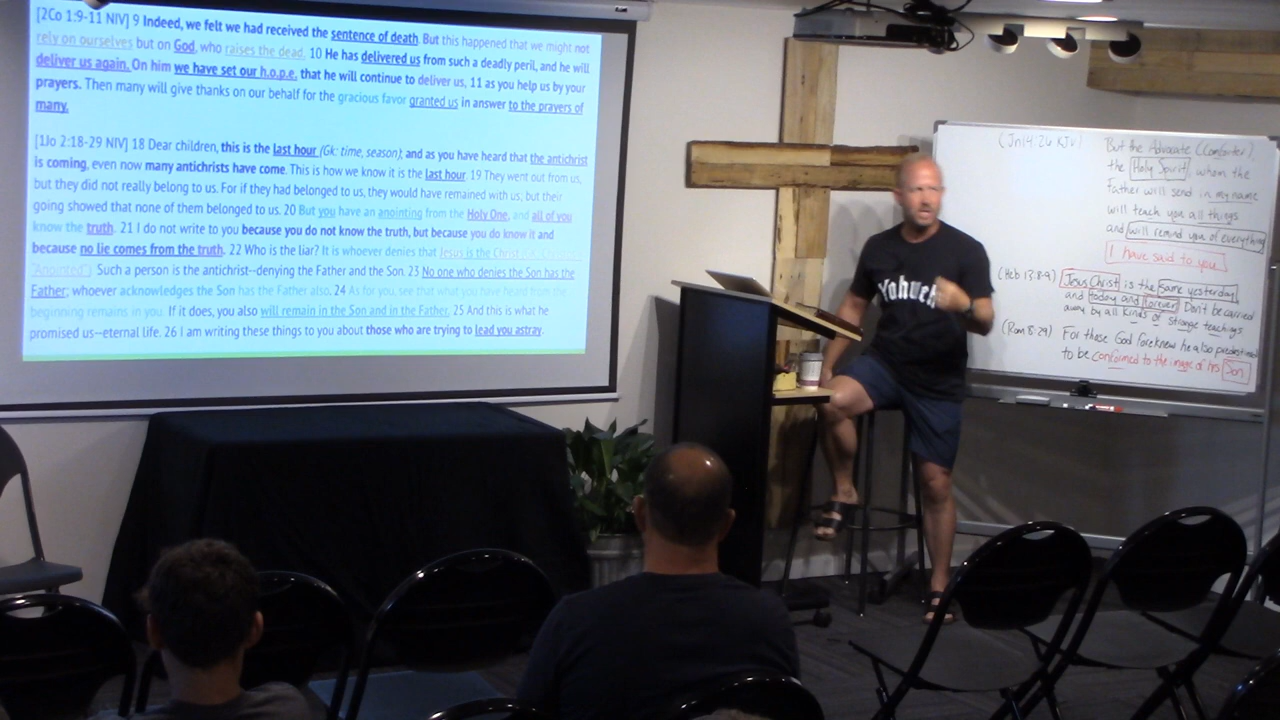 [2Co 1:9-11 NIV] 9 Indeed, we felt we had received the sentence of death. But this happened that we might not
rely on ourselves but on God, who raises the dead. 10 He has delivered us from such a deadly peril, and he will
deliver us again. On him we have set our h.o.p.e. that he will continue to deliver us, 11 as you help us by your
prayers. Then many will give thanks on our behalf for the gracious favor granted us in answer to the prayers of
many.
[1Jo 2:18-29 NIV] 18 Dear children, this is the last hour (Gk: time, season); and as you have heard that the antichrist
is coming, even now many antichrists have come. This is how we know it is the last hour. 19 They went out from us,
but they did not really belong to us. For if they had belonged to us, they would have remained with us; but their
going showed that none of them belonged to us. 20 But you have an anointing from the Holy One, and all of you
know the truth. 21 I do not write to you because you do not know the truth, but because you do know it and
because no lie comes from the truth. 22 Who is the liar? It is whoever denies that Jesus is the Christ
"Anointed") Such a person is the antichrist--denying the Father and the Son. 23 No one who denies the Son has the
Father; whoever acknowledges the Son has the Father also. 24 As for you, see that what you have heard from the
beginning remains in you. If it does, you also will remain in the Son and in the Father. 25 And this is what he
promised us--eternal life. 26 I am writing these things to you about those who are trying to lead you astray.
Yahweh
(Jn14:26 KJV) But the Advocate (Comforter),
the Holy Spirit, whom the
Father will send in my name
will teach you all things
and will remind you of everything
I have said to you.
(Heb 13:8-9) Jesus Christ is the same yesterday,
and today and forever. Don't be carried
away by all kinds of strange teachings
(Rom 8:29) For those God foreknew he also predestined
to be conformed to the image of his Son